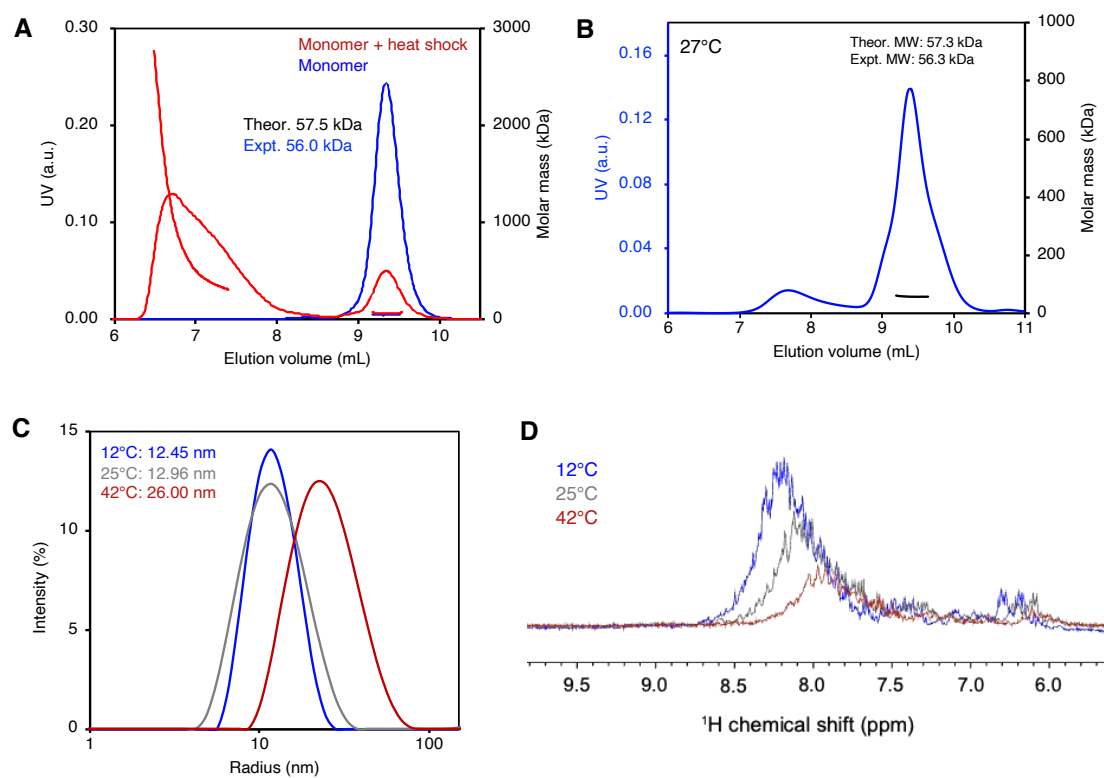 A
0.30
0.20
0.10
0.00
UV (a.u.)
Monomer + heat shock
Monomer
Theor. 57.5 kDa
Expt. 56.0 kDa
3000
2000
1000
0
Molar mass (kDa)
6 7 8 9 10
Elution volume (mL)
B
27°C
Theor. MW: 57.3 kDa
Expt. MW: 56.3 kDa
0.16
0.12
0.08
0.04
0.00
UV (a.u.)
1000
800
600
400
200
0
Molar mass (kDa)
6 7 8 9 10 11
Elution volume (mL)
C
15
10
5
0
Intensity (%)
12°C: 12.45 nm
25°C: 12.96 nm
42°C: 26.00 nm
1 10 100
Radius (nm)
D
12°C
25°C
42°C
9.5 9.0 8.5 8.0 7.5 7.0 6.0
¹H chemical shift (ppm)